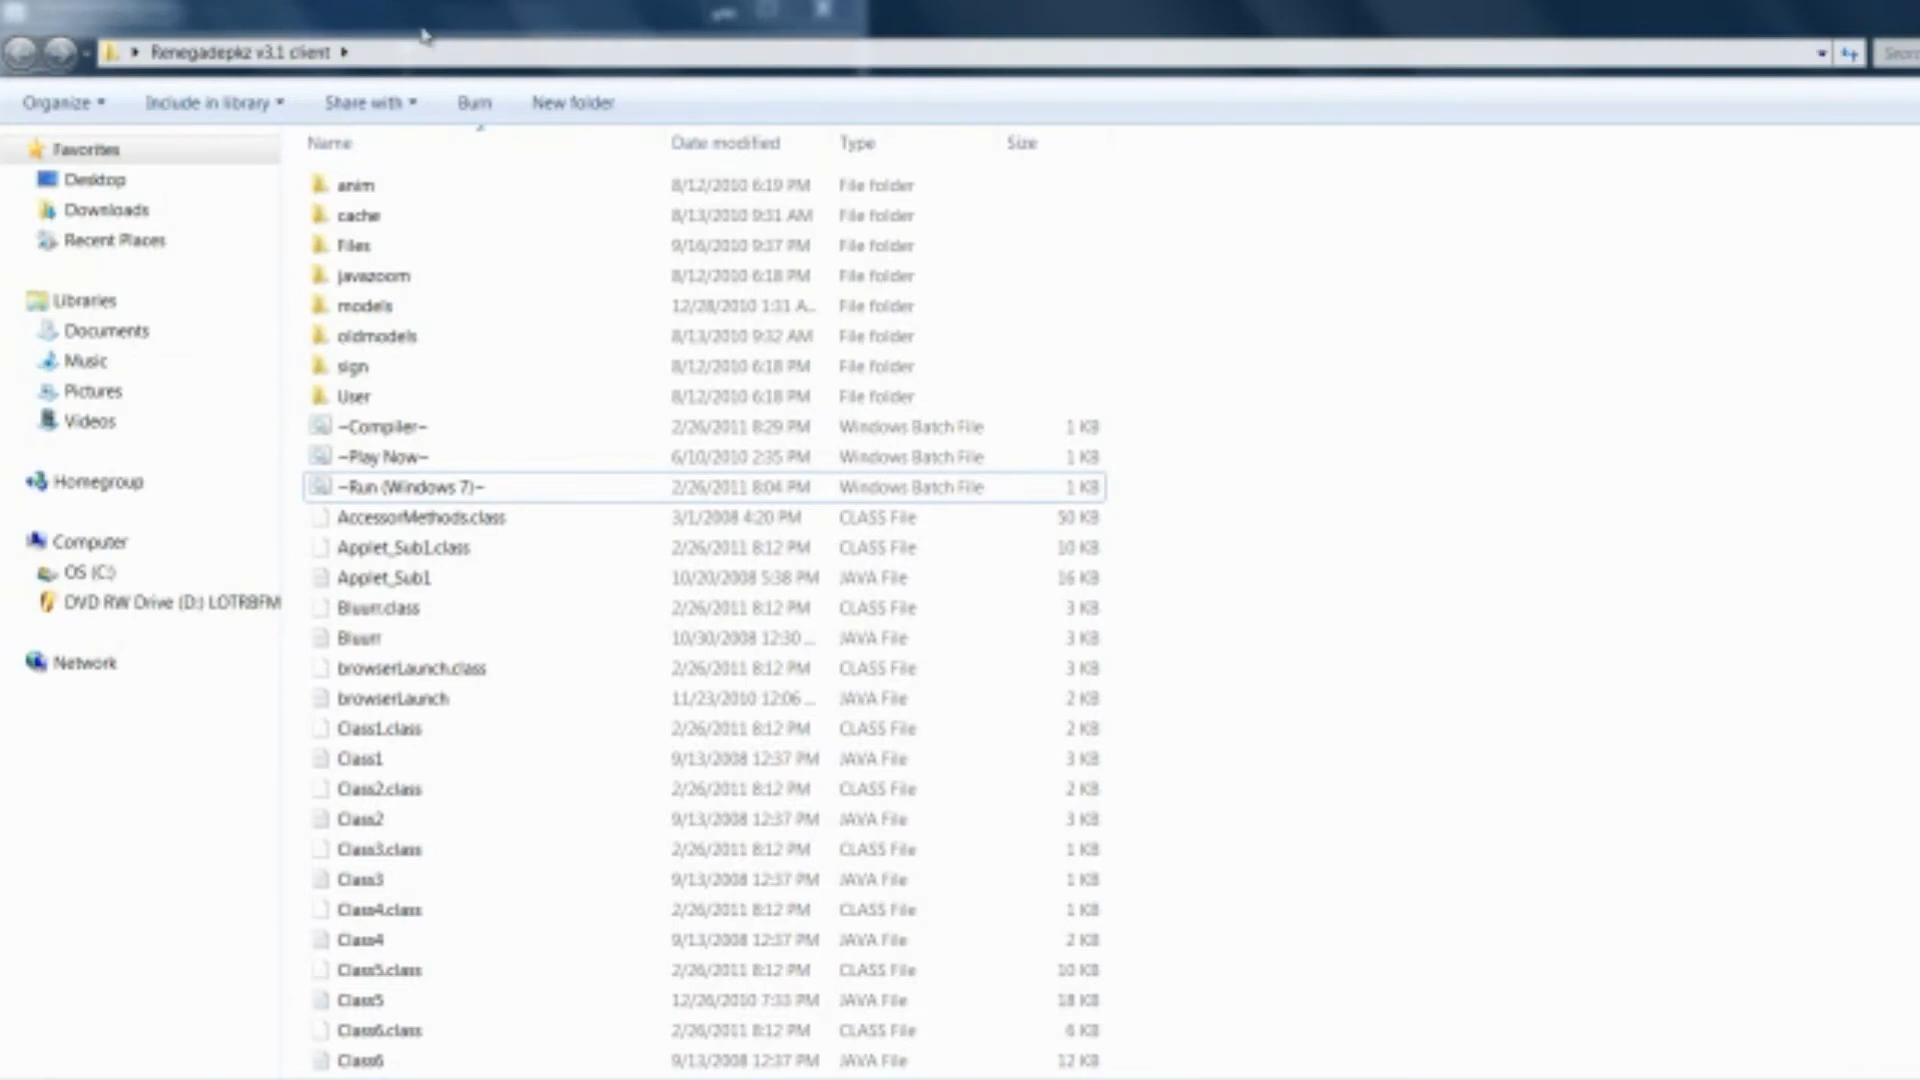 Renegadepkz v3.1 client
Organize Include in library Share with Burn New folder
Name Date modified Type Size
Favorites
Desktop
Downloads
Recent Places
Libraries
Documents
Music
Pictures
Videos
Homegroup
Computer
OS (C:)
DVD RW Drive (D:) LOTRBFM
Network
anim 8/12/2010 6:19 PM File folder
cache 8/13/2010 9:31 AM File folder
Files 9/16/2010 9:37 PM File folder
javazoom 8/12/2010 6:18 PM File folder
models 12/28/2010 1:31 A... File folder
oldmodels 8/13/2010 9:32 AM File folder
sign 8/12/2010 6:18 PM File folder
User 8/12/2010 6:18 PM File folder
~Compiler~ 2/26/2011 8:29 PM Windows Batch File 1 KB
~Play Now~ 6/10/2010 2:35 PM Windows Batch File 1 KB
~Run (Windows 7)~ 2/26/2011 8:04 PM Windows Batch File 1 KB
AccessorMethods.class 3/1/2008 4:20 PM CLASS File 50 KB
Applet_Sub1.class 2/26/2011 8:12 PM CLASS File 10 KB
Applet_Sub1 10/20/2008 5:38 PM JAVA File 16 KB
Bluurr.class 2/26/2011 8:12 PM CLASS File 3 KB
Bluurr 10/30/2008 12:30 ... JAVA File 3 KB
browserLaunch.class 2/26/2011 8:12 PM CLASS File 3 KB
browserLaunch 11/23/2010 12:06 ... JAVA File 2 KB
Class1.class 2/26/2011 8:12 PM CLASS File 2 KB
Class1 9/13/2008 12:37 PM JAVA File 3 KB
Class2.class 2/26/2011 8:12 PM CLASS File 2 KB
Class2 9/13/2008 12:37 PM JAVA File 3 KB
Class3.class 2/26/2011 8:12 PM CLASS File 1 KB
Class3 9/13/2008 12:37 PM JAVA File 1 KB
Class4.class 2/26/2011 8:12 PM CLASS File 1 KB
Class4 9/13/2008 12:37 PM JAVA File 2 KB
Class5.class 2/26/2011 8:12 PM CLASS File 10 KB
Class5 12/26/2010 7:33 PM JAVA File 18 KB
Class6.class 2/26/2011 8:12 PM CLASS File 6 KB
Class6 9/13/2008 12:37 PM JAVA File 12 KB